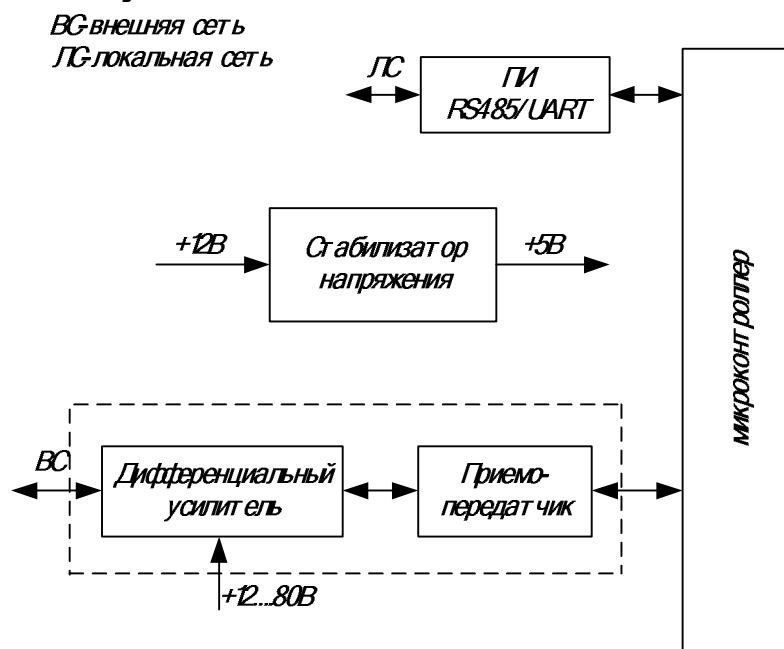 ВС-внешняя сеть
ЛС-локальная сеть
ЛС
ПИ
RS485/UART
+12В
Стабилизатор
напряжения
+5В
микроконтроллер
ВС
Дифференциальный
усилитель
Приемо-
передатчик
+12...80В